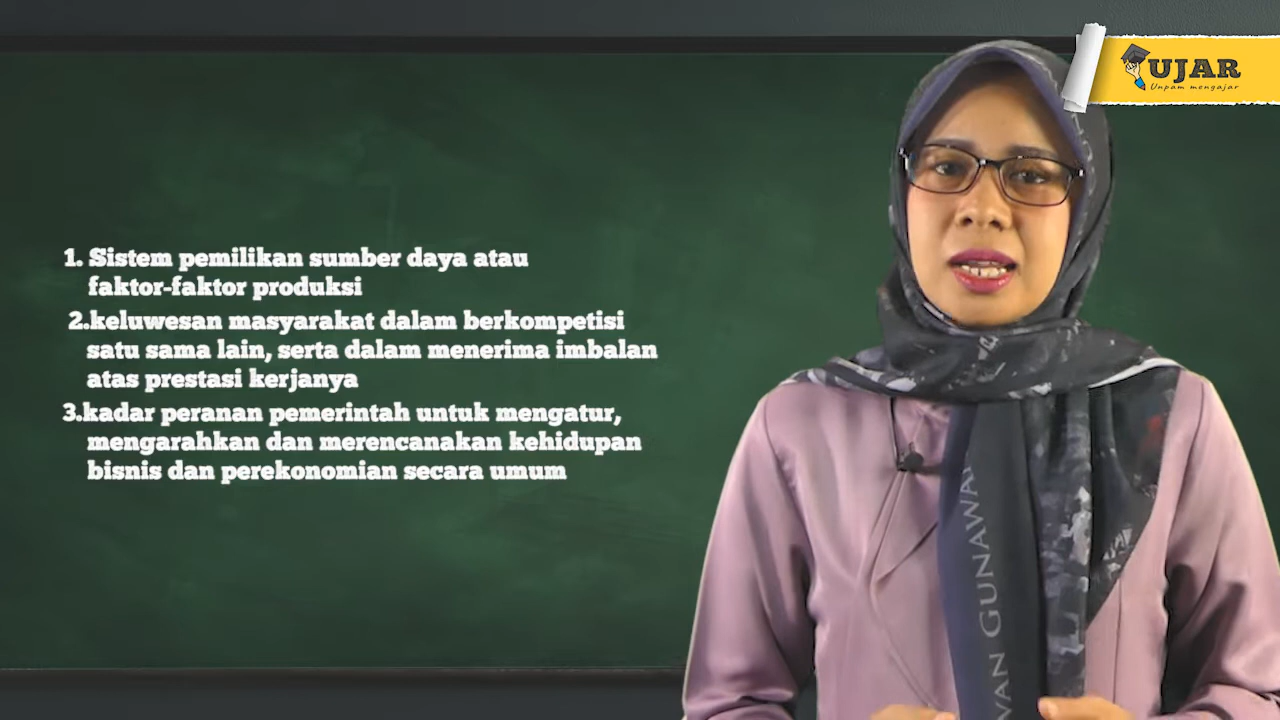 UJAR
Unpam mengajar
1. Sistem pemilikan sumber daya atau
faktor-faktor produksi
2.keluwesan masyarakat dalam berkompetisi
satu sama lain, serta dalam menerima imbalan
atas prestasi kerjanya
3.kadar peranan pemerintah untuk mengatur,
mengarahkan dan merencanakan kehidupan
bisnis dan perekonomian secara umum
VAN GUNAWAN